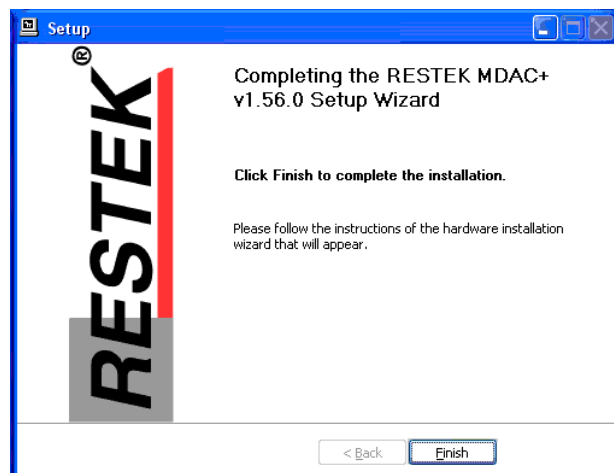 Setup
RESTEK®
Completing the RESTEK MDAC+
v1.56.0 Setup Wizard
Click Finish to complete the installation.
Please follow the instructions of the hardware installation
wizard that will appear.
< Back
Finish